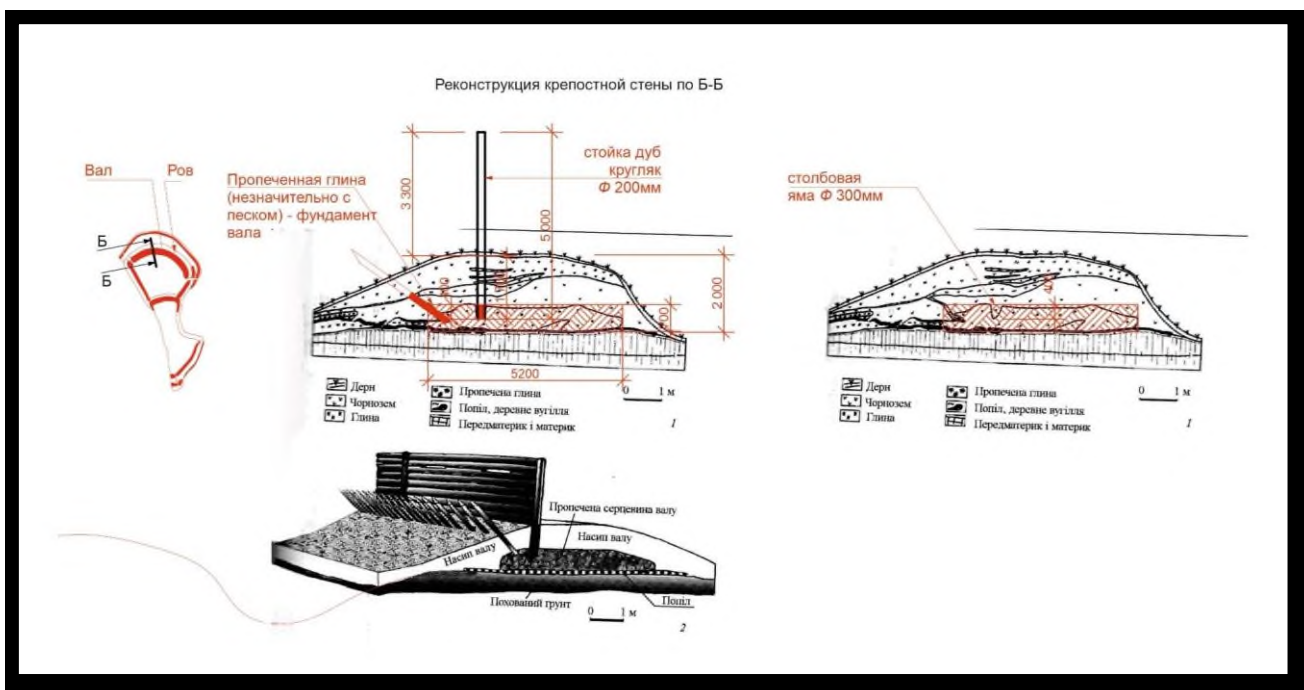 Реконструкция крепостной стены по Б-Б
Вал
Ров
Б
Б
Пропеченная глина
(незначительно с
песком) - фундамент
вала
3 300
5 000
стойка дуб
кругляк
Ф 200мм
2 000
5200
Дерн
Чорнозем
Глина
Пропечена глина
Попіл, деревне вугілля
Передматерик і материк
0 1 м
1
столбовая
яма Ф 300мм
Дерн
Чорнозем
Глина
Пропечена глина
Попіл, деревне вугілля
Передматерик і материк
0 1 м
1
Пропечена серцевина валу
Насип валу
Насип валу
Похований ґрунт
0 1 м
Попіл
2